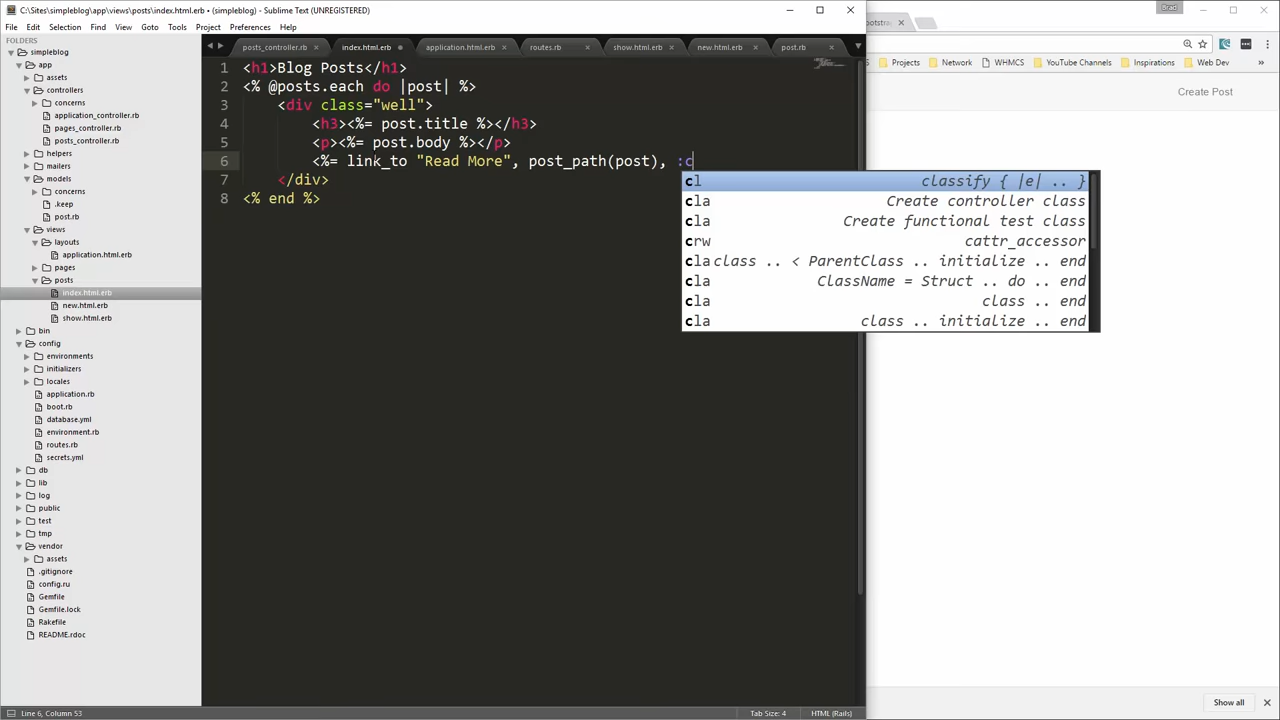 C:\Sites\simpleblog\app\views\posts\index.html.erb • (simpleblog) - Sublime Text (UNREGISTERED)
Brad
File Edit Selection Find View Goto Tools Project Preferences Help
FOLDERS
simpleblog
app
assets
controllers
concerns
application_controller.rb
pages_controller.rb
posts_controller.rb
helpers
mailers
models
concerns
.keep
post.rb
views
layouts
application.html.erb
pages
posts
index.html.erb
new.html.erb
show.html.erb
bin
config
environments
initializers
locales
application.rb
boot.rb
database.yml
environment.rb
routes.rb
secrets.yml
db
lib
log
public
test
tmp
vendor
assets
.gitignore
config.ru
Gemfile
Gemfile.lock
Rakefile
README.rdoc
posts_controller.rb index.html.erb application.html.erb routes.rb show.html.erb new.html.erb post.rb
1 <h1>Blog Posts</h1>
2 <% @posts.each do |post| %>
3 <div class="well">
4 <h3><%= post.title %></h3>
5 <p><%= post.body %></p>
6 <%= link_to "Read More", post_path(post), :c
7 </div>
8 <% end %>
cl classify { |e| .. }
cla Create controller class
cla Create functional test class
crw cattr_accessor
cla class .. < ParentClass .. initialize .. end
cla ClassName = Struct .. do .. end
cla class .. end
cla class .. initialize .. end
ootstrap
Projects Network WHMCS YouTube Channels Inspirations Web Dev
Create Post
Show all
Line 6, Column 53 Tab Size: 4 HTML (Rails)